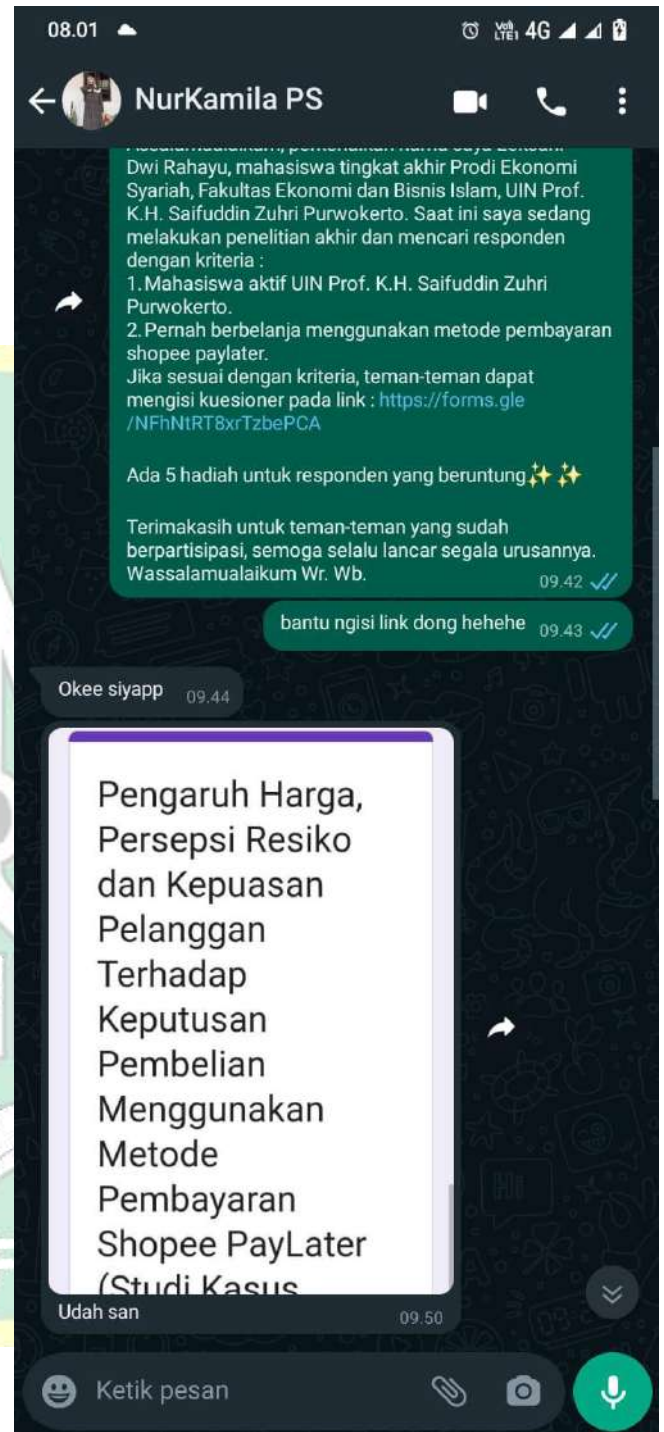 08.01
4G
NurKamila PS
Dwi Rahayu, mahasiswa tingkat akhir Prodi Ekonomi
Syariah, Fakultas Ekonomi dan Bisnis Islam, UIN Prof.
K.H. Saifuddin Zuhri Purwokerto. Saat ini saya sedang
melakukan penelitian akhir dan mencari responden
dengan kriteria :
1. Mahasiswa aktif UIN Prof. K.H. Saifuddin Zuhri
Purwokerto.
2. Pernah berbelanja menggunakan metode pembayaran
shopee paylater.
Jika sesuai dengan kriteria, teman-teman dapat
mengisi kuesioner pada link : https://forms.gle
/NFhNtRT8xrTzbePCA
Ada 5 hadiah untuk responden yang beruntung✨ ✨
Terimakasih untuk teman-teman yang sudah
berpartisipasi, semoga selalu lancar segala urusannya.
Wassalamualaikum Wr. Wb.
09.42
bantu ngisi link dong hehehe 09.43
Okee siyapp 09.44
Pengaruh Harga,
Persepsi Resiko
dan Kepuasan
Pelanggan
Terhadap
Keputusan
Pembelian
Menggunakan
Metode
Pembayaran
Shopee PayLater
(Studi Kasus
Udah san 09.50
Ketik pesan